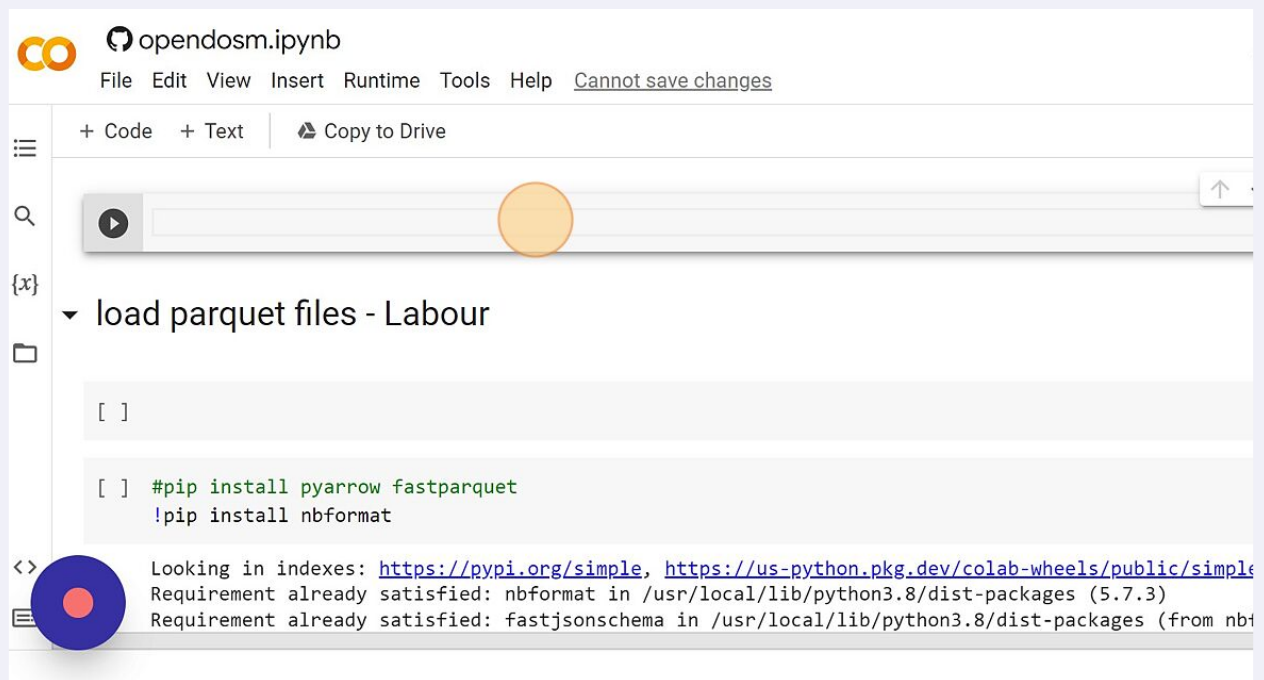 opendosm.ipynb
File Edit View Insert Runtime Tools Help Cannot save changes
+ Code + Text Copy to Drive
{x}
load parquet files - Labour
[ ]
[ ] #pip install pyarrow fastparquet
!pip install nbformat
Looking in indexes: https://pypi.org/simple, https://us-python.pkg.dev/colab-wheels/public/simple
Requirement already satisfied: nbformat in /usr/local/lib/python3.8/dist-packages (5.7.3)
Requirement already satisfied: fastjsonschema in /usr/local/lib/python3.8/dist-packages (from